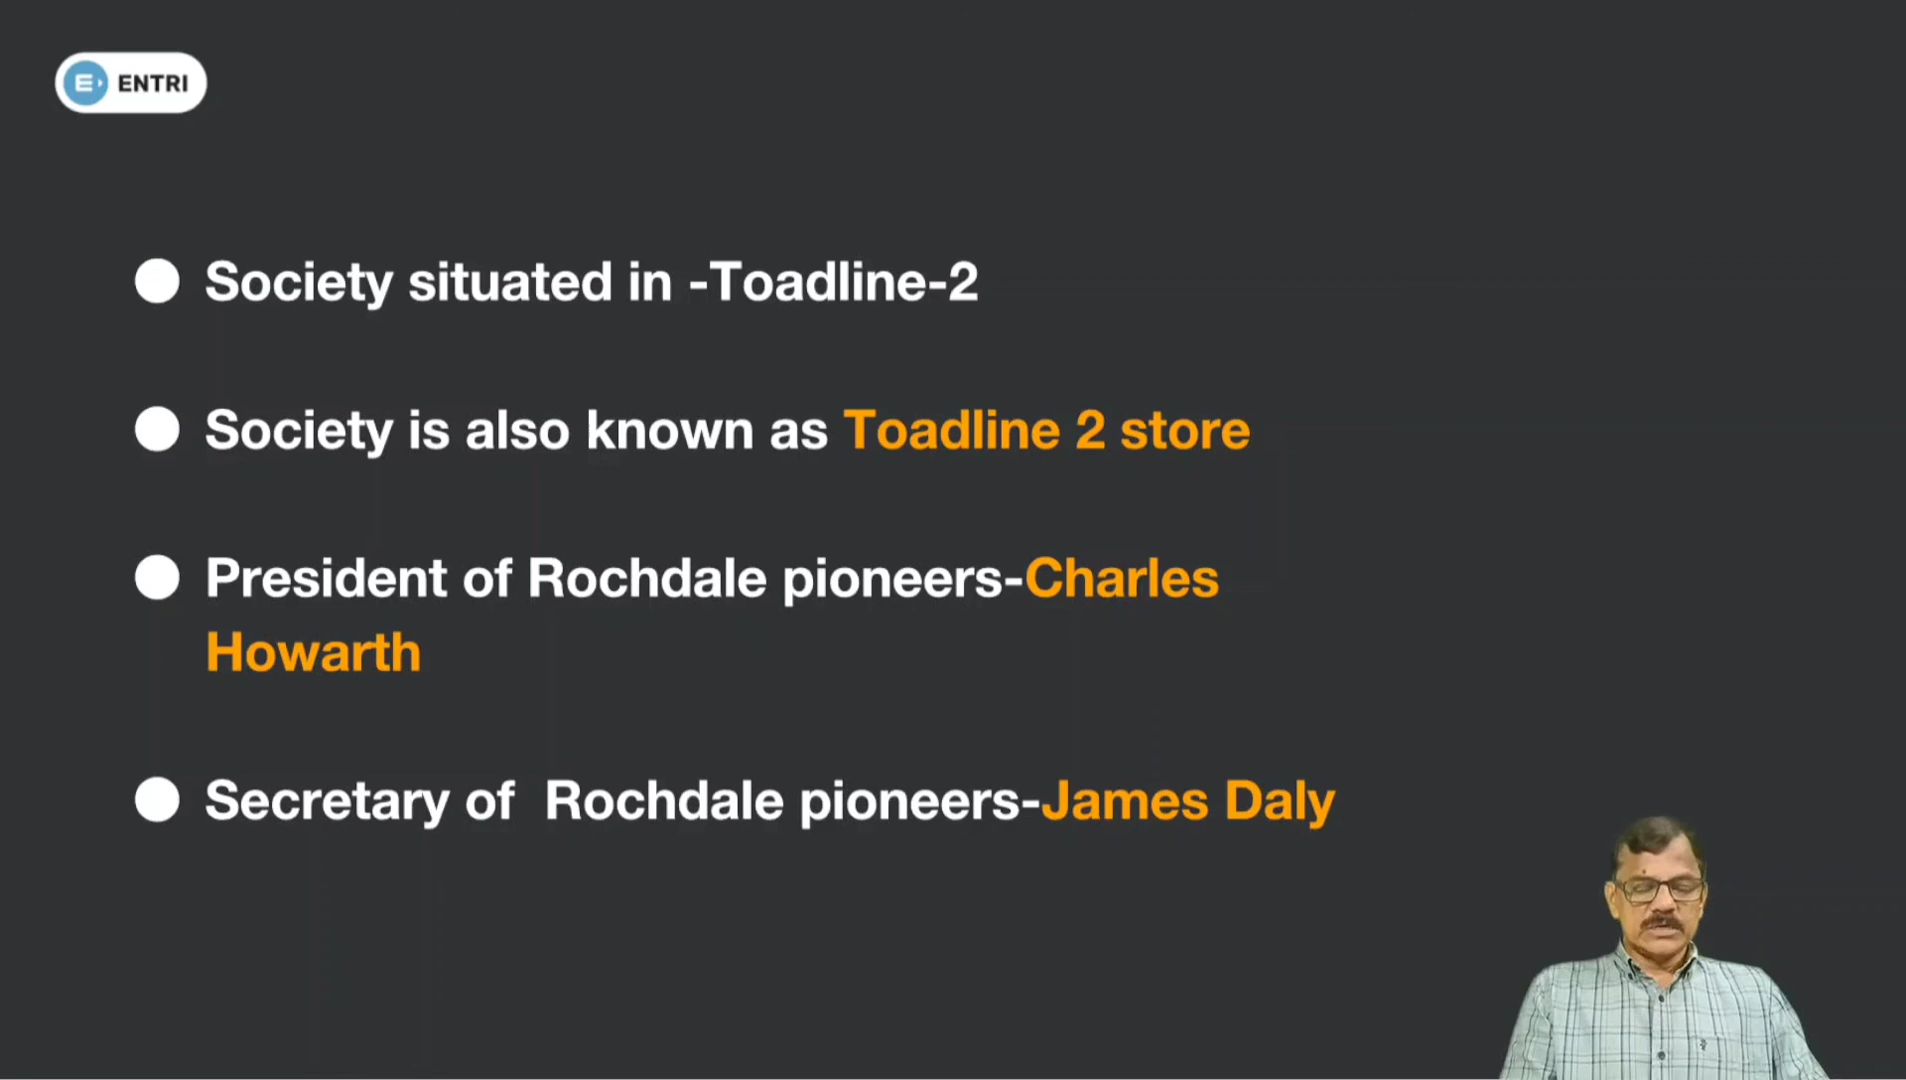 ENTRI
Society situated in -Toadline-2
Society is also known as Toadline 2 store
President of Rochdale pioneers-Charles
Howarth
Secretary of  Rochdale pioneers-James Daly